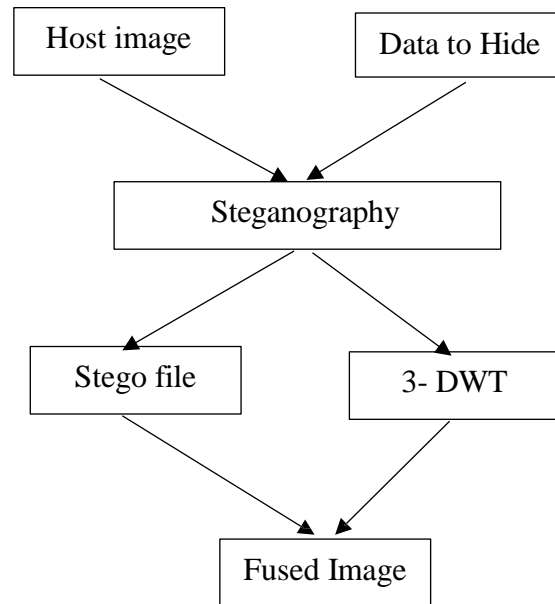 Host image
Data to Hide
Steganography
Stego file
3- DWT
Fused Image